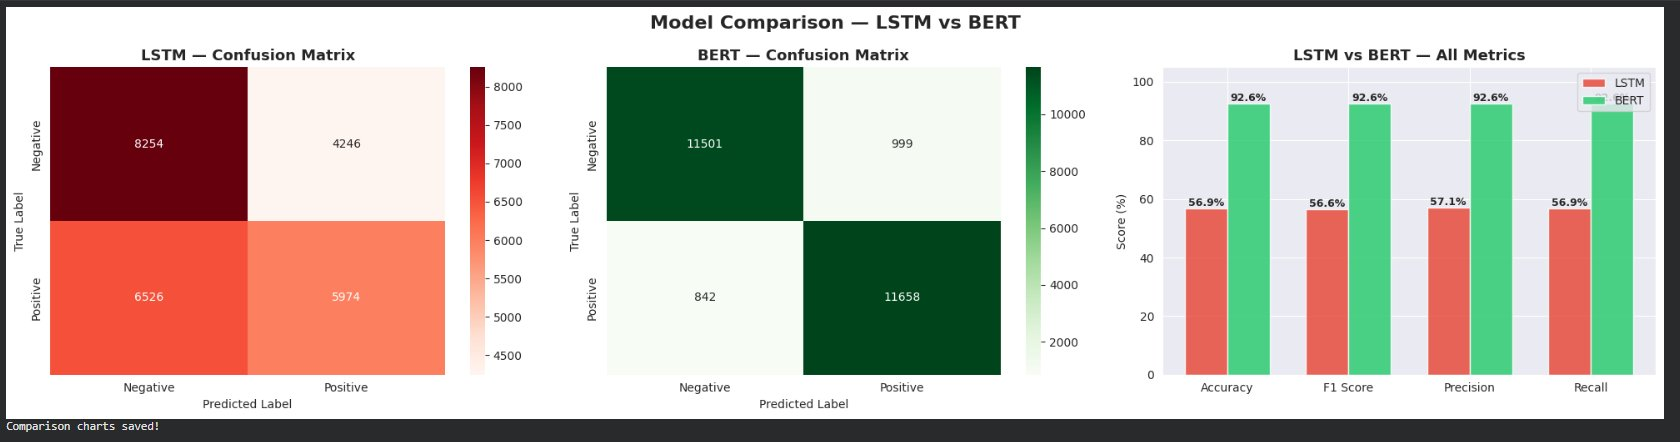 Model Comparison — LSTM vs BERT
LSTM — Confusion Matrix
True Label
Negative
Positive
8254 4246
6526 5974
Negative Positive
Predicted Label
8000
7500
7000
6500
6000
5500
5000
4500
BERT — Confusion Matrix
True Label
Negative
Positive
11501 999
842 11658
Negative Positive
Predicted Label
10000
8000
6000
4000
2000
LSTM vs BERT — All Metrics
Score (%)
100
80
60
40
20
0
LSTM
BERT
92.6% 92.6% 92.6% 92.6%
56.9% 56.6% 57.1% 56.9%
Accuracy F1 Score Precision Recall
Comparison charts saved!